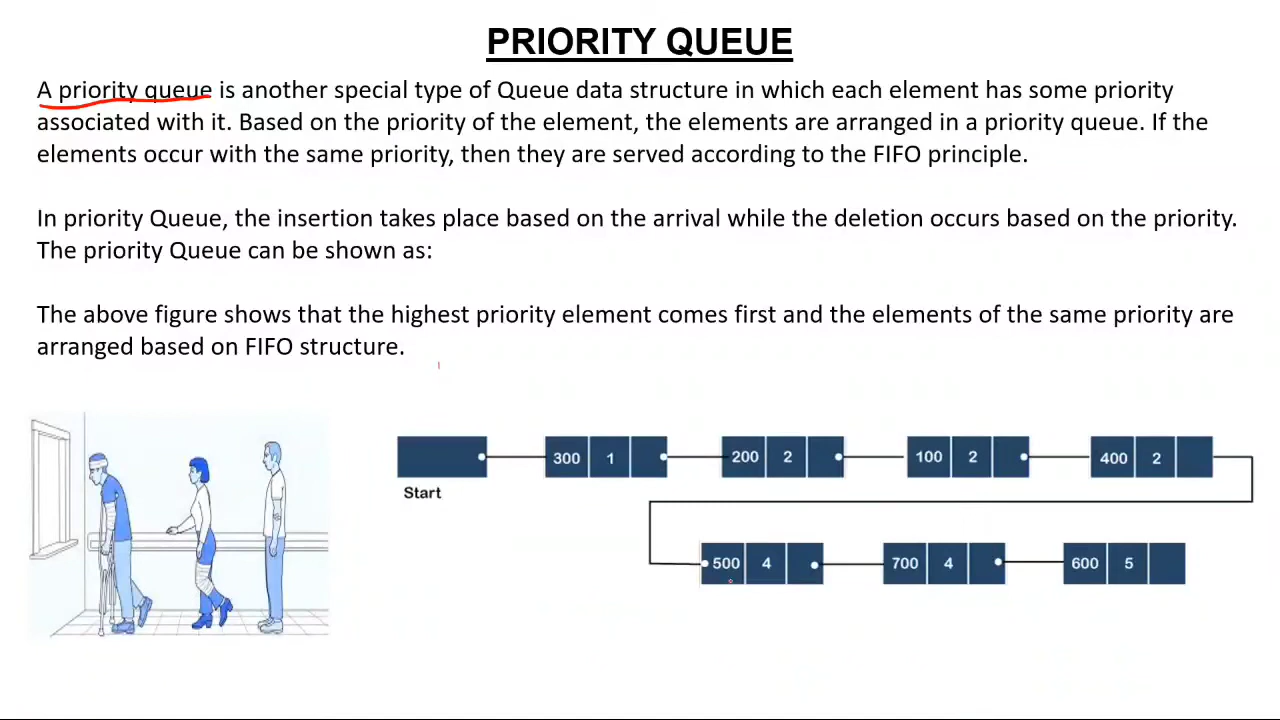 PRIORITY QUEUE
A priority queue is another special type of Queue data structure in which each element has some priority
associated with it. Based on the priority of the element, the elements are arranged in a priority queue. If the
elements occur with the same priority, then they are served according to the FIFO principle.
In priority Queue, the insertion takes place based on the arrival while the deletion occurs based on the priority.
The priority Queue can be shown as:
The above figure shows that the highest priority element comes first and the elements of the same priority are
arranged based on FIFO structure.
300 1 200 2 100 2 400 2
Start
500 4 700 4 600 5